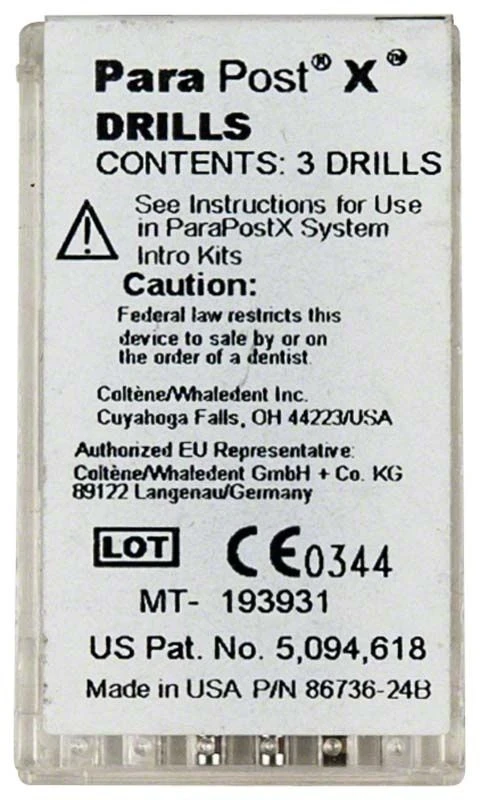 Para Post® X™
DRILLS
CONTENTS: 3 DRILLS
See Instructions for Use
in ParaPostX System
Intro Kits
Caution:
Federal law restricts this
device to sale by or on
the order of a dentist.
Coltène/Whaledent Inc.
Cuyahoga Falls, OH 44223/USA
Authorized EU Representative:
Coltène/Whaledent GmbH + Co. KG
89122 Langenau/Germany
LOT CE0344
MT- 193931
US Pat. No. 5,094,618
Made in USA P/N 86736-24B